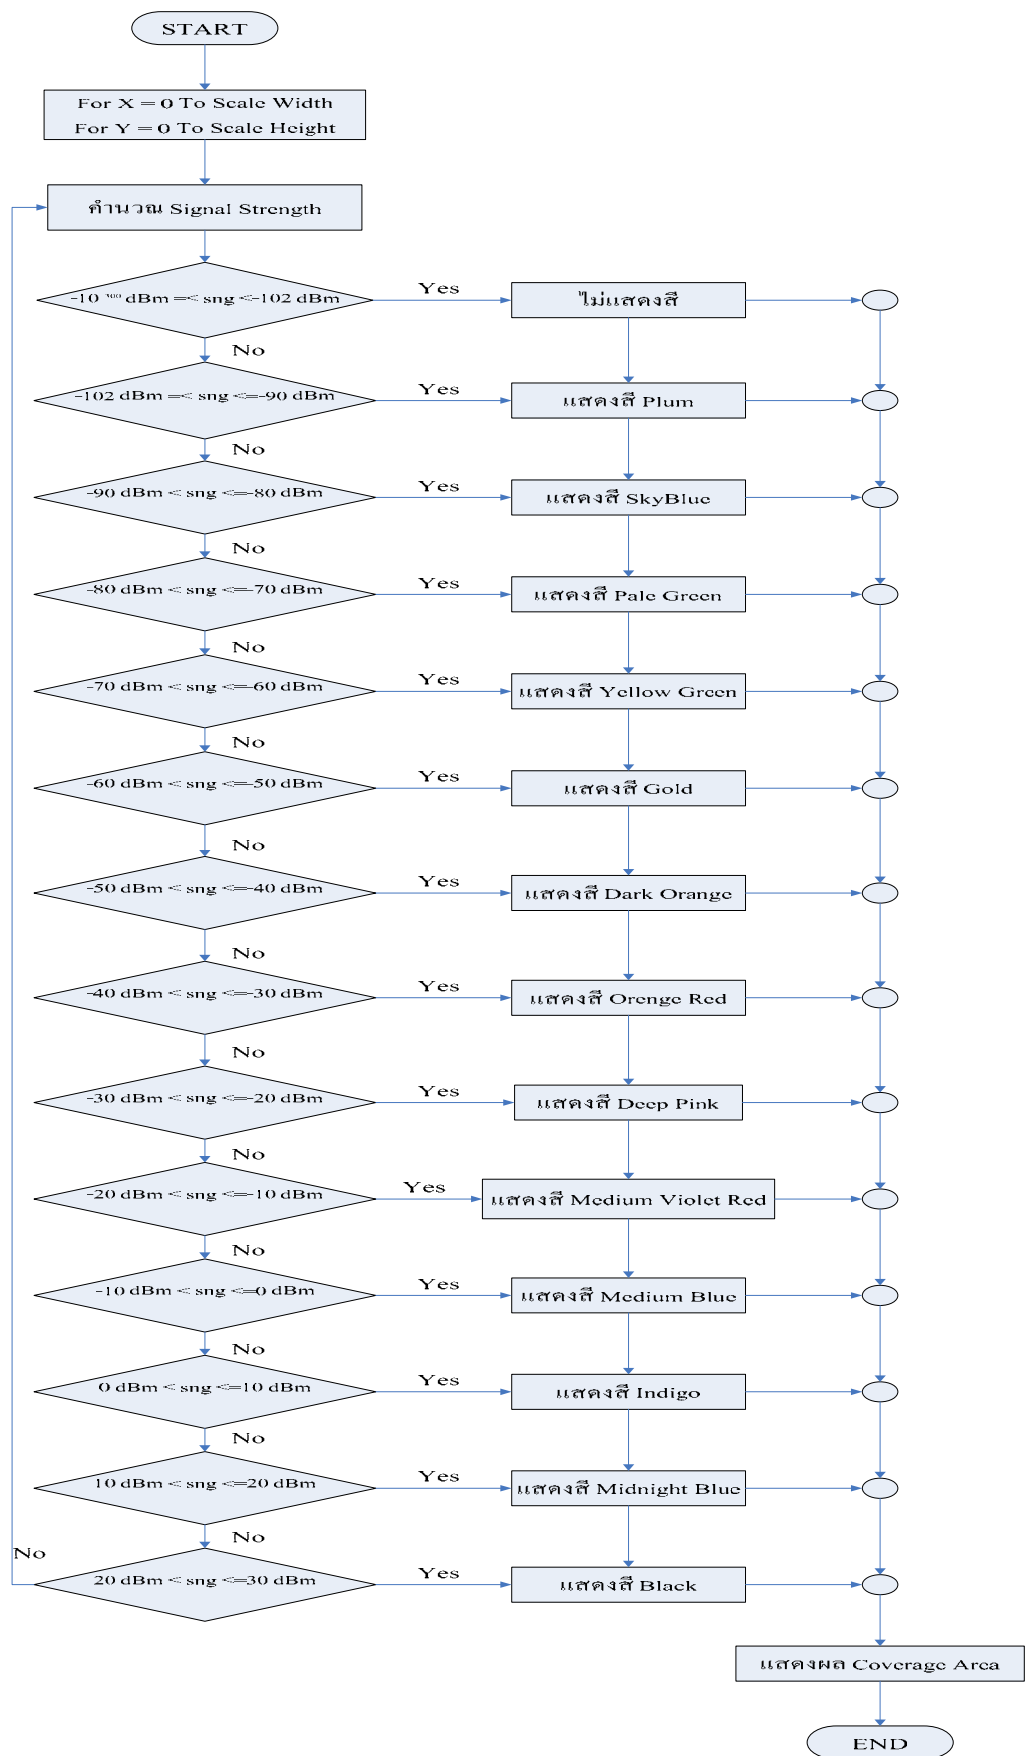 START
For X = 0 To Scale Width
For Y = 0 To Scale Height
คำนวณ Signal Strength
-10 ³⁰⁰ dBm =< sng <-102 dBm
Yes
ไม่แสดงสี
No
-102 dBm =< sng <=-90 dBm
Yes
แสดงสี Plum
No
-90 dBm < sng <=-80 dBm
Yes
แสดงสี SkyBlue
No
-80 dBm < sng <=-70 dBm
Yes
แสดงสี Pale Green
No
-70 dBm < sng <=-60 dBm
Yes
แสดงสี Yellow Green
No
-60 dBm < sng <=-50 dBm
Yes
แสดงสี Gold
No
-50 dBm < sng <=-40 dBm
Yes
แสดงสี Dark Orange
No
-40 dBm < sng <=-30 dBm
Yes
แสดงสี Orenge Red
No
-30 dBm < sng <=-20 dBm
Yes
แสดงสี Deep Pink
No
-20 dBm < sng <=-10 dBm
Yes
แสดงสี Medium Violet Red
No
-10 dBm < sng <=0 dBm
Yes
แสดงสี Medium Blue
No
0 dBm < sng <=10 dBm
Yes
แสดงสี Indigo
No
10 dBm < sng <=20 dBm
Yes
แสดงสี Midnight Blue
No
No
20 dBm < sng <=30 dBm
Yes
แสดงสี Black
แสดงผล Coverage Area
END